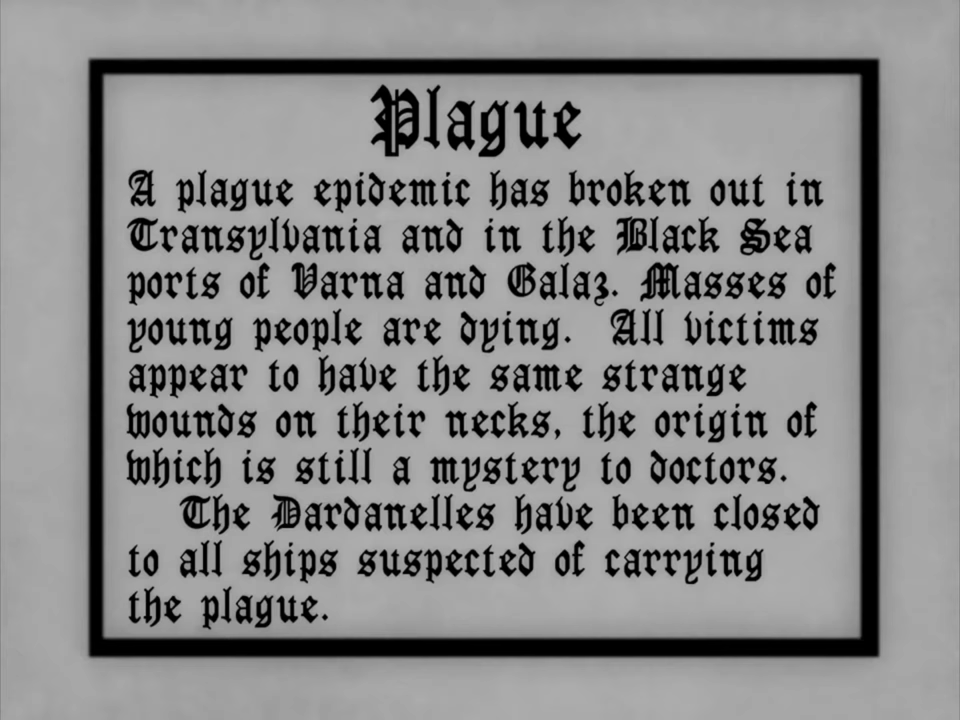 Plague
A plague epidemic has broken out in
Transylvania and in the Black Sea
ports of Varna and Galaz. Masses of
young people are dying. All victims
appear to have the same strange
wounds on their necks, the origin of
which is still a mystery to doctors.
The Dardanelles have been closed
to all ships suspected of carrying
the plague.